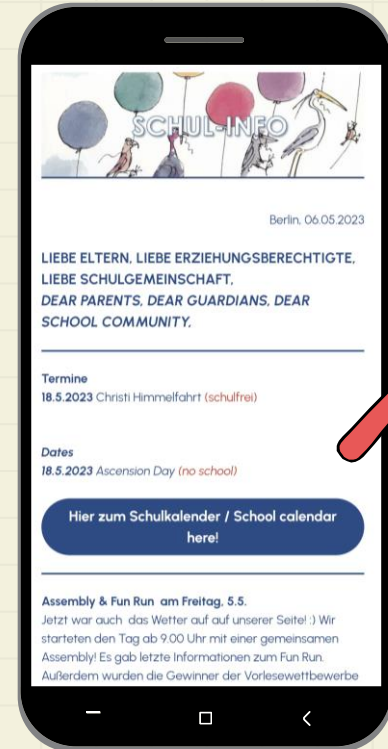 SCHUL-INFO
Berlin, 06.05.2023
LIEBE ELTERN, LIEBE ERZIEHUNGSBERECHTIGTE,
LIEBE SCHULGEMEINSCHAFT,
DEAR PARENTS, DEAR GUARDIANS, DEAR
SCHOOL COMMUNITY,
Termine
18.5.2023 Christi Himmelfahrt (schulfrei)
Dates
18.5.2023 Ascension Day (no school)
Hier zum Schulkalender / School calendar
here!
Assembly & Fun Run am Freitag, 5.5.
Jetzt war auch das Wetter auf auf unserer Seite! :) Wir
starteten den Tag ab 9.00 Uhr mit einer gemeinsamen
Assembly! Es gab letzte Informationen zum Fun Run.
Außerdem wurden die Gewinner der Vorlesewettbewerbe